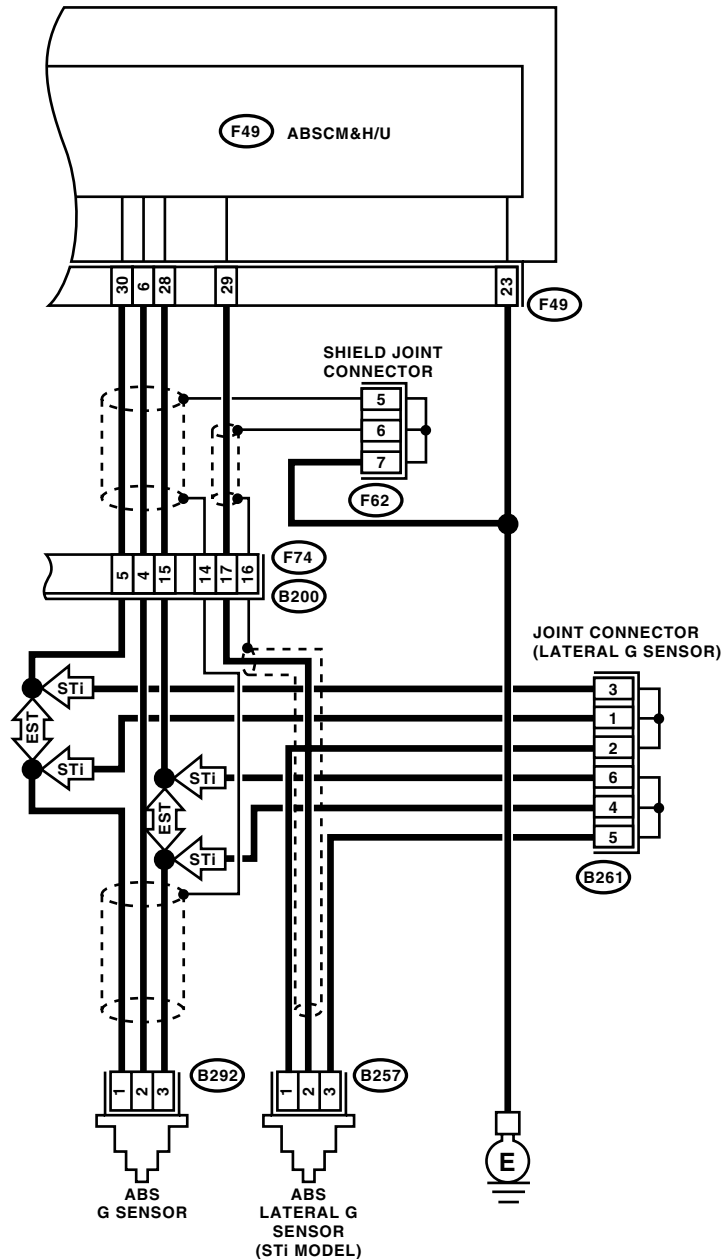 F49 ABSCM&H/U
30 6 28 29 23
F49
SHIELD JOINT
CONNECTOR
5
6
7
F62
F74
5 4 15 14 17 16
B200
JOINT CONNECTOR
(LATERAL G SENSOR)
STi
3
EST
1
STi
2
STi
6
EST
4
STi
5
B261
B292
1 2 3
B257
1 2 3
E
ABS
G SENSOR
ABS
LATERAL G
SENSOR
(STi MODEL)